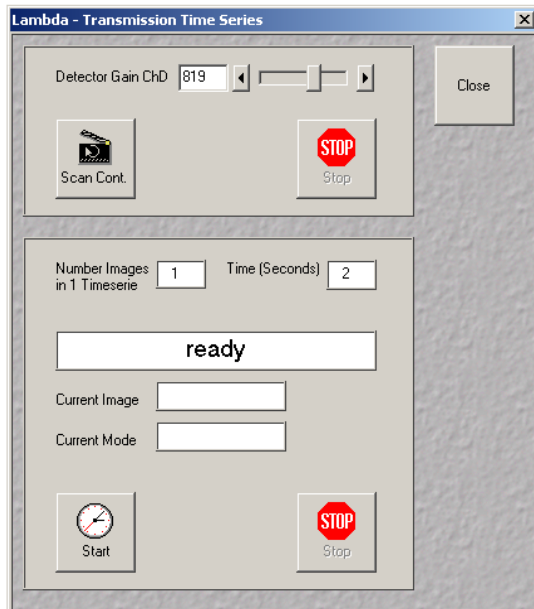 Lambda - Transmission Time Series
Detector Gain ChD 819
Close
Scan Cont.
STOP
Stop
Number Images
in 1 Timeserie
1
Time (Seconds) 2
ready
Current Image
Current Mode
Start
STOP
Stop